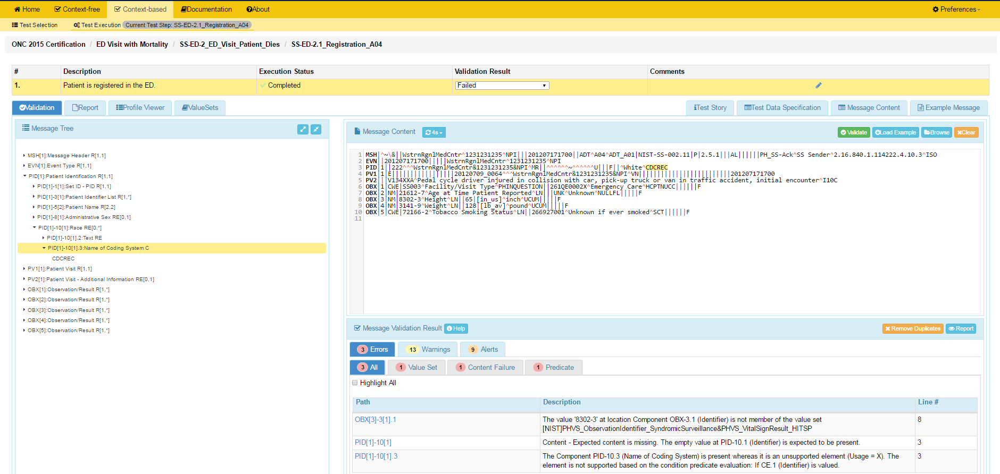 Home Context-free Context-based Documentation About Preferences
Test Selection Test Execution Current Test Step: SS-ED-2.1_Registration_A04
ONC 2015 Certification / ED Visit with Mortality / SS-ED-2_ED_Visit_Patient_Dies / SS-ED-2.1_Registration_A04
# Description Execution Status Validation Result Comments
1. Patient is registered in the ED. Completed Failed
Validation Report Profile Viewer ValueSets Test Story Test Data Specification Message Content Example Message
Message Tree
MSH[1]:Message Header R[1,1]
EVN[1]:Event Type R[1,1]
PID[1]:Patient Identification R[1,1]
PID[1]-1[1]:Set ID - PID R[1,1]
PID[1]-3[1]:Patient Identifier List R[1,*]
PID[1]-5[2]:Patient Name R[2,2]
PID[1]-8[1]:Administrative Sex RE[0,1]
PID[1]-10[1]:Race RE[0,*]
PID[1]-10[1].2:Text RE
PID[1]-10[1].3:Name of Coding System C
CDCREC
PV1[1]:Patient Visit R[1,1]
PV2[1]:Patient Visit - Additional Information RE[0,1]
OBX[1]:Observation/Result R[1,*]
OBX[2]:Observation/Result R[1,*]
OBX[3]:Observation/Result R[1,*]
OBX[4]:Observation/Result R[1,*]
OBX[5]:Observation/Result R[1,*]
Message Content 4s Validate Load Example Browse Clear
1 MSH|^~\&||WstrnRgnlMedCntr^1231231235^NPI|||201207171700||ADT^A04^ADT_A01|NIST-SS-002.11|P|2.5.1|||AL||||||PH_SS-Ack^SS Sender^2.16.840.1.114222.4.10.3^ISO
2 EVN||201207171700|||||WstrnRgnlMedCntr^1231231235^NPI
3 PID|1||222^^^WstrnRgnlMedCntr&1231231235&NPI^MR||^^^^^^~^^^^^^U|||F||^White^CDCREC
4 PV1|1|E|||||||||||||||||20120709_0064^^^WstrnRgnlMedCntr&1231231235&NPI^VN|||||||||||||||||||||||||201207171700
5 PV2|||V134XXA^Pedal cycle driver injured in collision with car, pick-up truck or van in traffic accident, initial encounter^I10C
6 OBX|1|CWE|SS003^Facility/Visit Type^PHINQUESTION||261QE0002X^Emergency Care^HCPTNUCC||||||F
7 OBX|2|NM|21612-7^Age at Time Patient Reported^LN|||UNK^Unknown^NULLFL|||||F
8 OBX|3|NM|8302-3^Height^LN||65|[in_us]^inch^UCUM|||||F
9 OBX|4|NM|3141-9^Weight^LN||128|[lb_av]^pound^UCUM|||||F
10 OBX|5|CWE|72166-2^Tobacco Smoking Status^LN||266927001^Unknown if ever smoked^SCT||||||F
11
Message Validation Result Help Remove Duplicates Report
3 Errors 13 Warnings 9 Alerts
3 All 1 Value Set 1 Content Failure 1 Predicate
Highlight All
Path Description Line #
OBX[3]-3[1].1 The value '8302-3' at location Component OBX-3.1 (Identifier) is not member of the value set 8
[NIST]PHVS_ObservationIdentifier_SyndromicSurveillance&PHVS_VitalSignResult_HITSP
PID[1]-10[1] Content - Expected content is missing. The empty value at PID-10.1 (Identifier) is expected to be present. 3
PID[1]-10[1].3 The Component PID-10.3 (Name of Coding System) is present whereas it is an unsupported element (Usage = X). The 3
element is not supported based on the condition predicate evaluation: If CE.1 (Identifier) is valued.